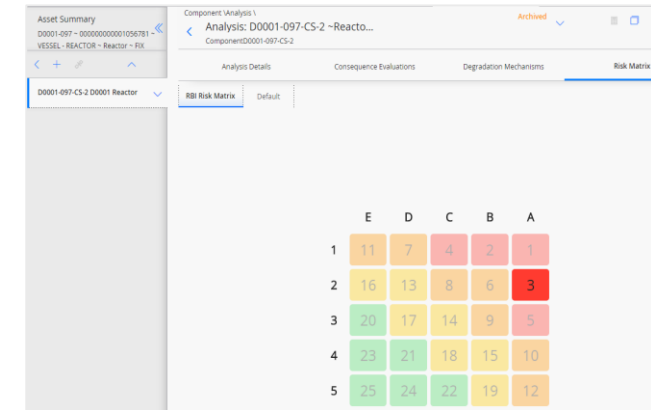 Asset Summary
D0001-097 ~ 000000000001056781 ~
VESSEL - REACTOR ~ Reactor ~ FIX
D0001-097-CS-2 D0001 Reactor
Component \Analysis \
Analysis: D0001-097-CS-2 ~Reacto...
ComponentD0001-097-CS-2
Archived
Analysis Details Consequence Evaluations Degradation Mechanisms Risk Matrix
RBI Risk Matrix Default
E D C B A
1 11 7 4 2 1
2 16 13 8 6 3
3 20 17 14 9 5
4 23 21 18 15 10
5 25 24 22 19 12